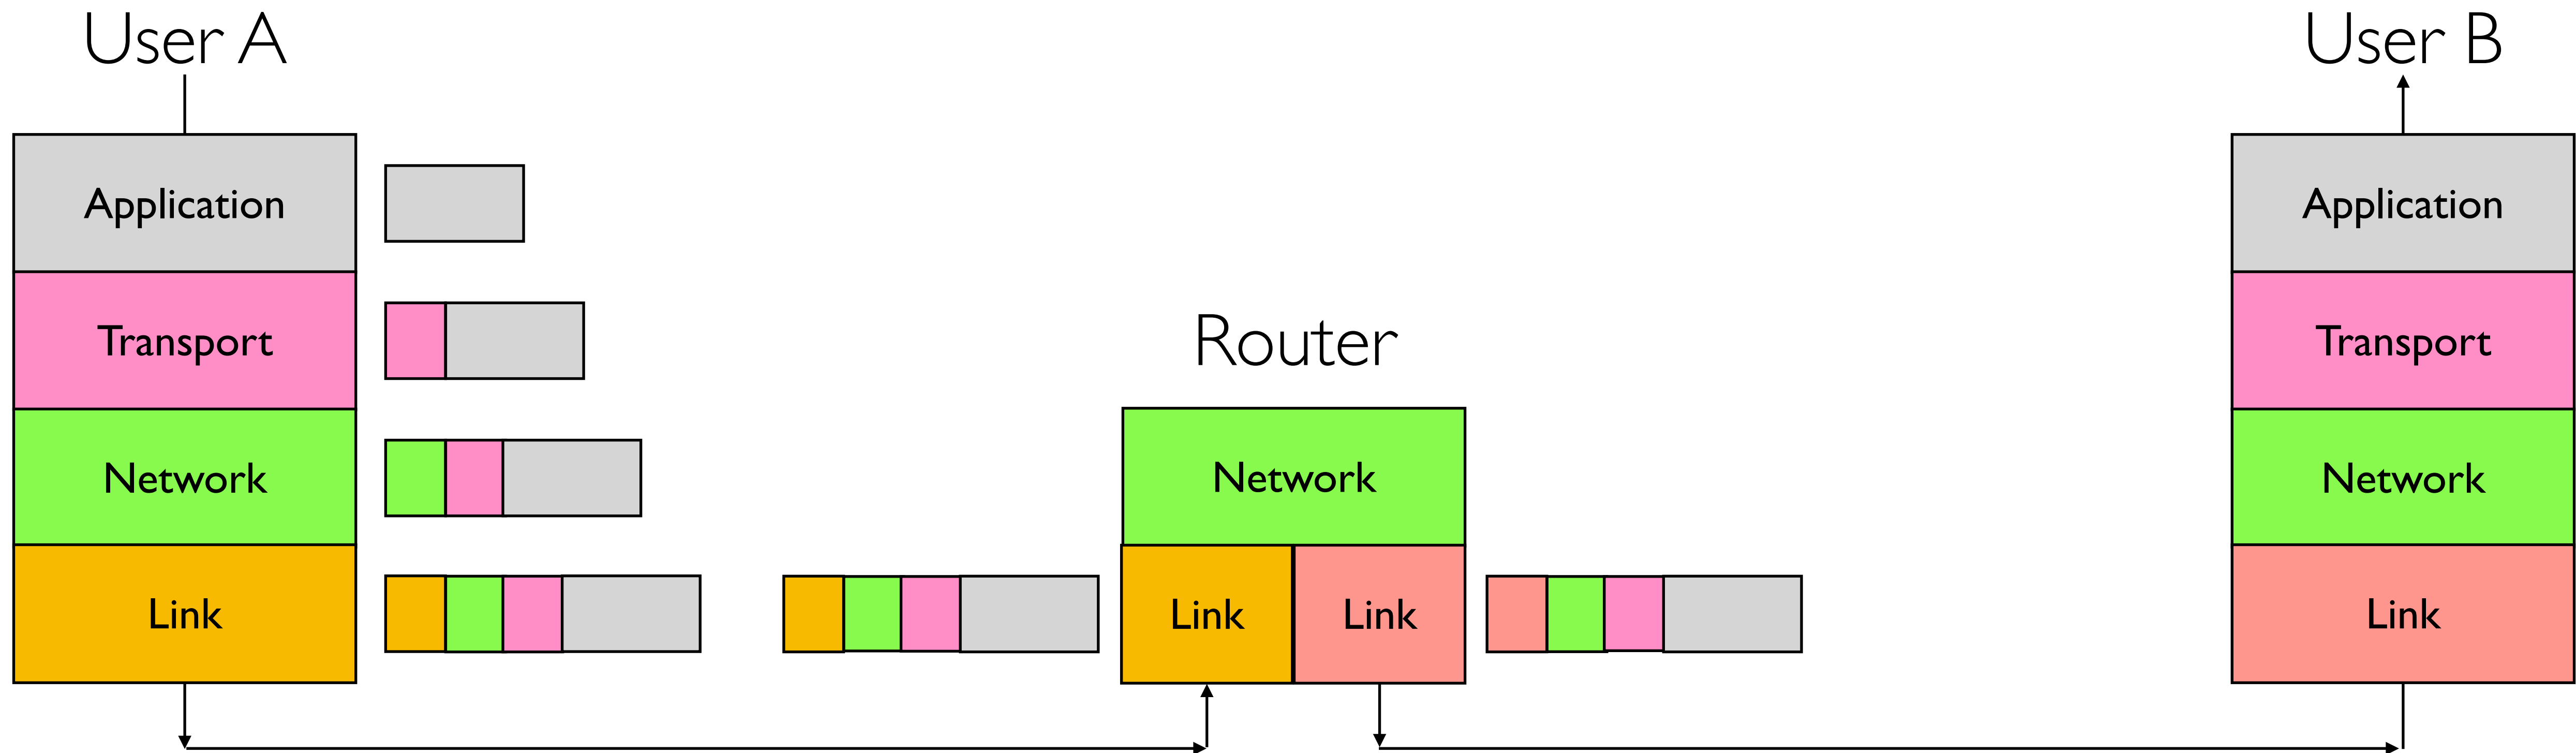 User A
Application
Transport
Network
Link
Router
Network
Link
Link
User B
Application
Transport
Network
Link